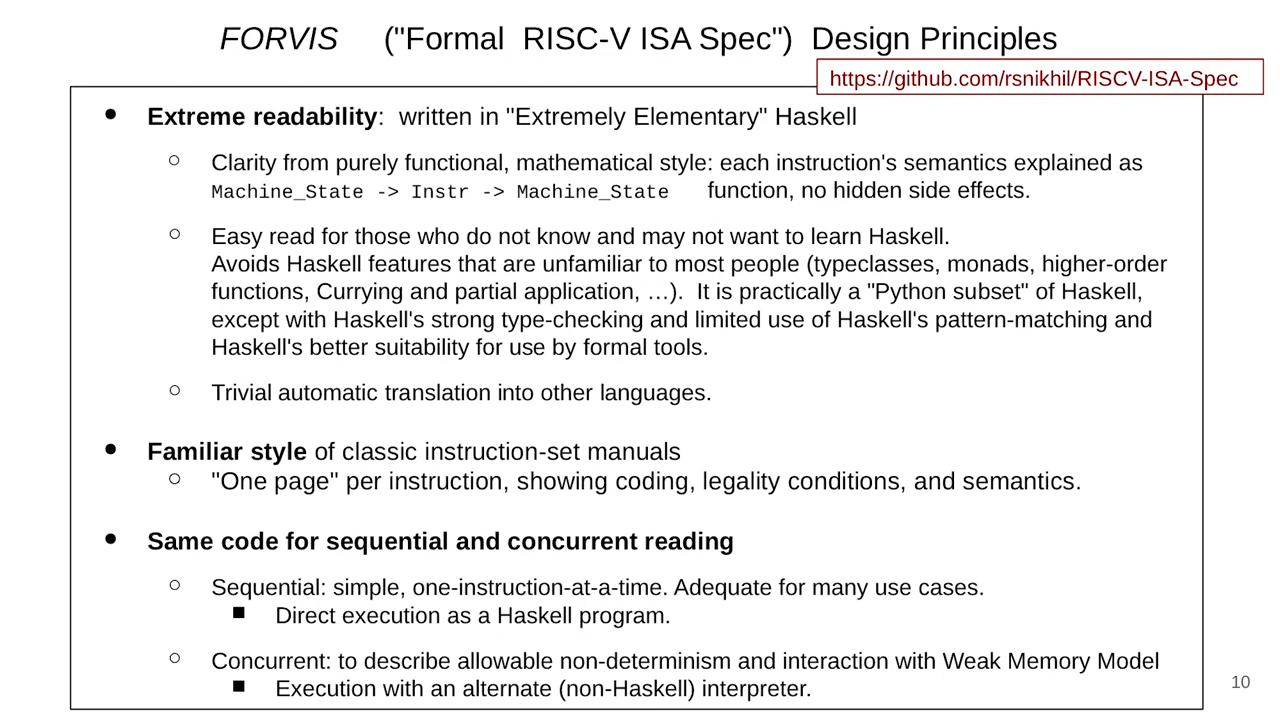 FORVIS ("Formal RISC-V ISA Spec") Design Principles
https://github.com/rsnikhil/RISCV-ISA-Spec
● Extreme readability: written in "Extremely Elementary" Haskell
○ Clarity from purely functional, mathematical style: each instruction's semantics explained as
Machine_State -> Instr -> Machine_State function, no hidden side effects.
○ Easy read for those who do not know and may not want to learn Haskell.
Avoids Haskell features that are unfamiliar to most people (typeclasses, monads, higher-order
functions, Currying and partial application, …). It is practically a "Python subset" of Haskell,
except with Haskell's strong type-checking and limited use of Haskell's pattern-matching and
Haskell's better suitability for use by formal tools.
○ Trivial automatic translation into other languages.
● Familiar style of classic instruction-set manuals
○ "One page" per instruction, showing coding, legality conditions, and semantics.
● Same code for sequential and concurrent reading
○ Sequential: simple, one-instruction-at-a-time. Adequate for many use cases.
■ Direct execution as a Haskell program.
○ Concurrent: to describe allowable non-determinism and interaction with Weak Memory Model
■ Execution with an alternate (non-Haskell) interpreter.
10